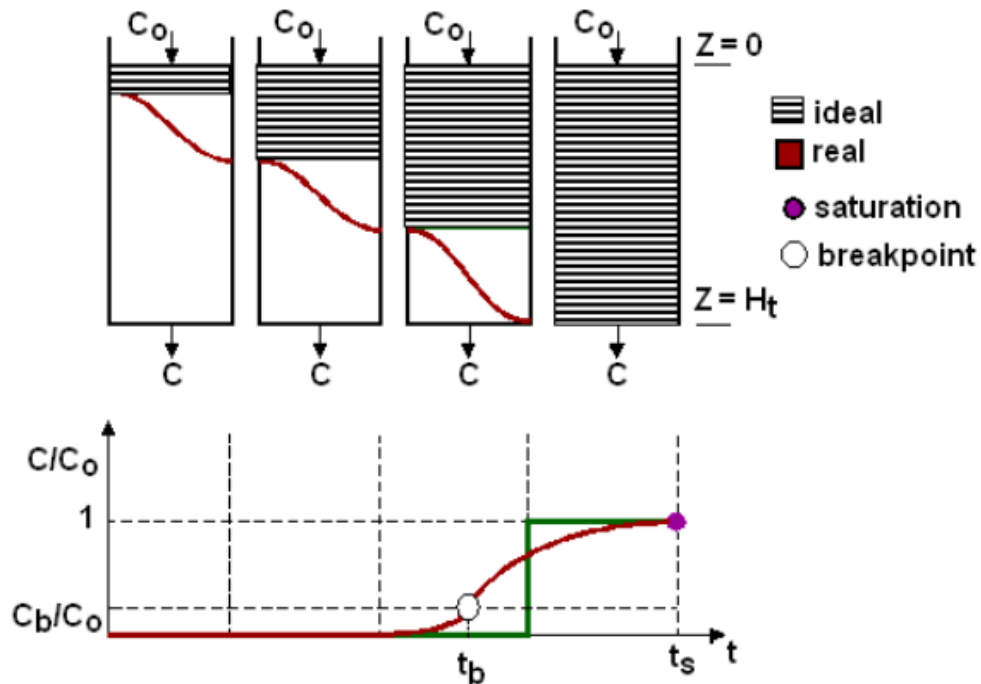 Co
Co
Co
Co
Z = 0
ideal
real
saturation
breakpoint
Z = Ht
C
C
C
C
C/Co
1
Cb/Co
tb
ts
t